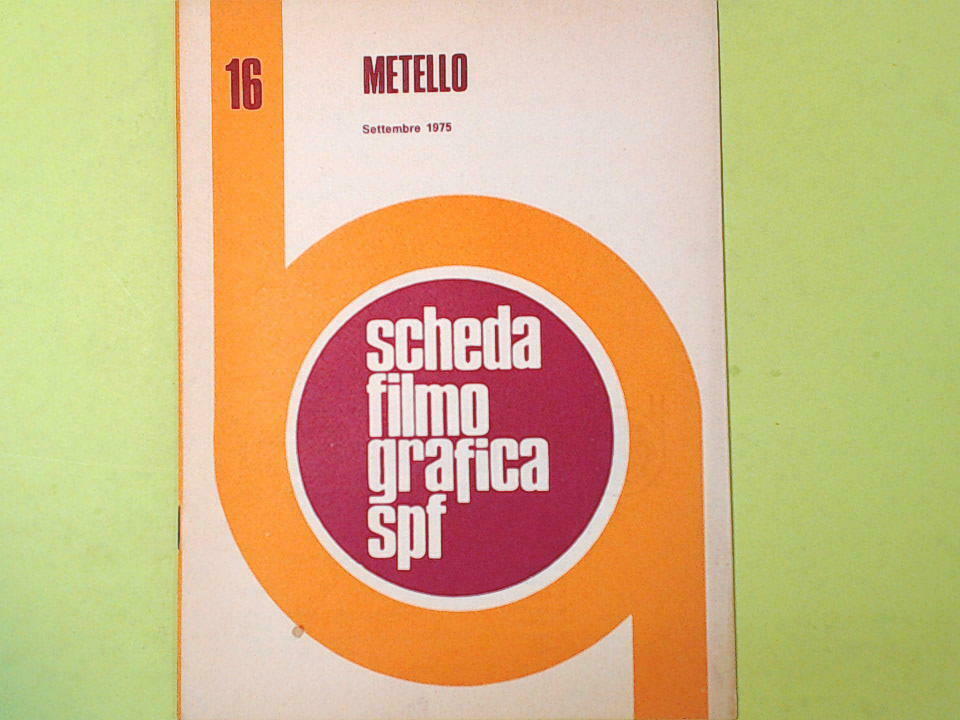 16
METELLO
Settembre 1975
scheda
filmo
grafica
spf